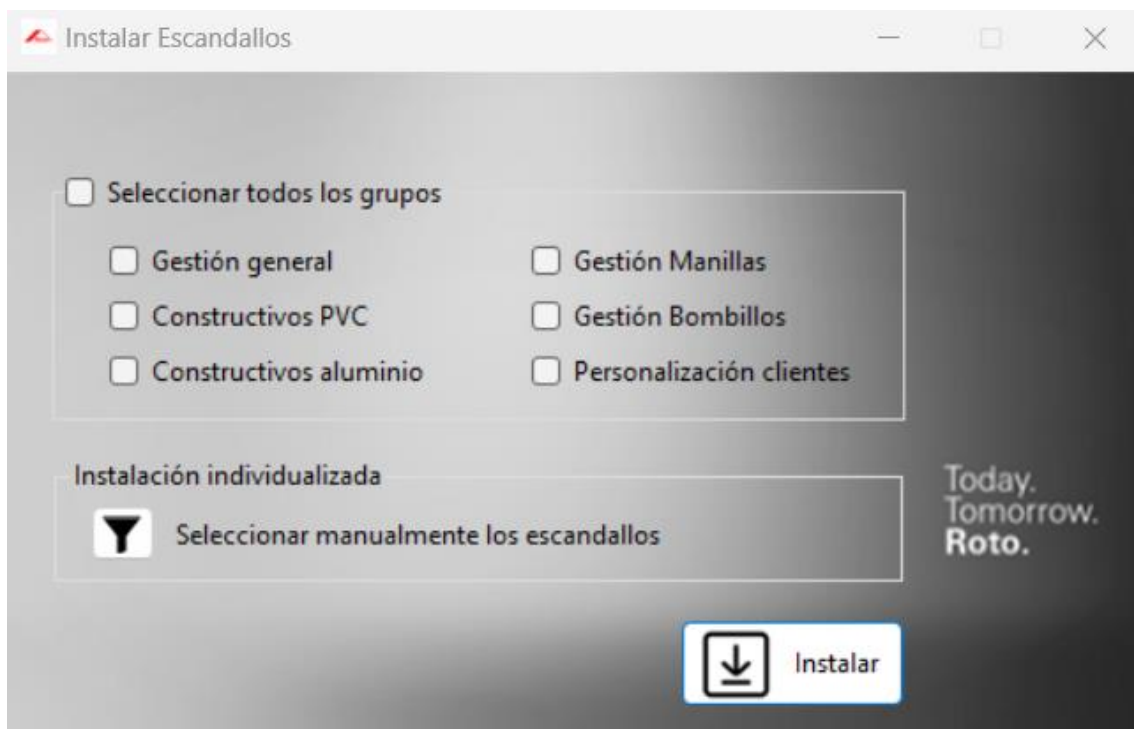 Instalar Escandallos
Seleccionar todos los grupos
Gestión general
Gestión Manillas
Constructivos PVC
Gestión Bombillos
Constructivos aluminio
Personalización clientes
Instalación individualizada
Seleccionar manualmente los escandallos
Today.
Tomorrow.
Roto.
Instalar